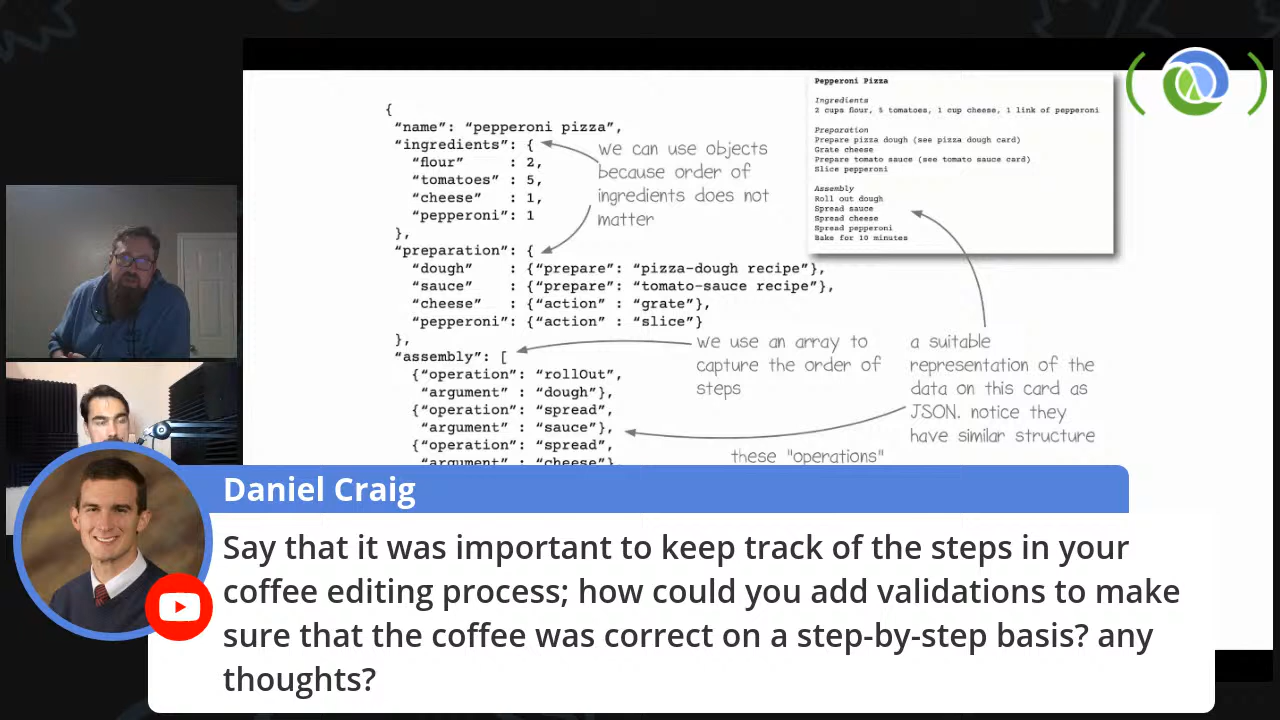 {
“name”: “pepperoni pizza”,
“ingredients”: {
“flour” : 2,
“tomatoes” : 5,
“cheese” : 1,
“pepperoni”: 1
},
“preparation”: {
“dough” : {“prepare”: “pizza-dough recipe”},
“sauce” : {“prepare”: “tomato-sauce recipe”},
“cheese” : {“action” : “grate”},
“pepperoni”: {“action” : “slice”}
},
“assembly”: [
{“operation”: “rollOut”,
“argument” : “dough”},
{“operation”: “spread”,
“argument” : “sauce”},
{“operation”: “spread”,
“argument” : “cheese”},
we can use objects
because order of
ingredients does not
matter
we use an array to
capture the order of
steps
these "operations"
Pepperoni Pizza
Ingredients
2 cups flour, 5 tomatoes, 1 cup cheese, 1 link of pepperoni
Preparation
Prepare pizza dough (see pizza dough card)
Grate cheese
Prepare tomato sauce (see tomato sauce card)
Slice pepperoni
Assembly
Roll out dough
Spread sauce
Spread cheese
Spread pepperoni
Bake for 10 minutes
a suitable
representation of the
data on this card as
JSON. notice they
have similar structure
Daniel Craig
Say that it was important to keep track of the steps in your
coffee editing process; how could you add validations to make
sure that the coffee was correct on a step-by-step basis? any
thoughts?